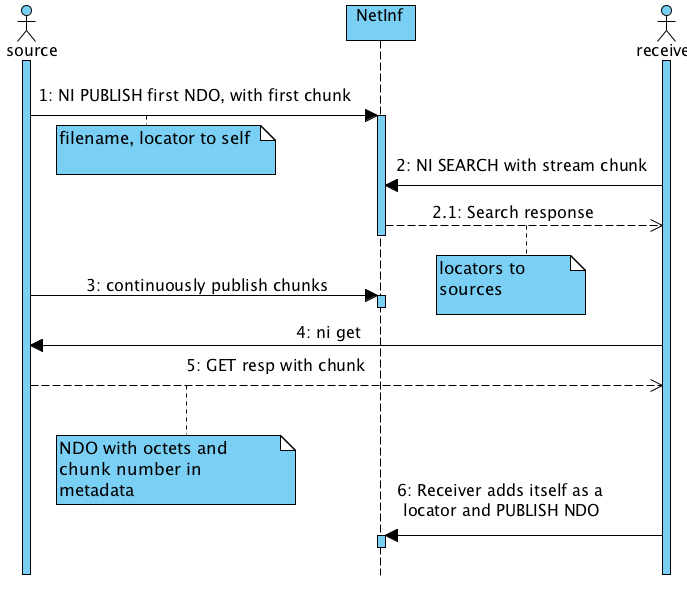 source
NetInf
receive
1: NI PUBLISH first NDO, with first chunk
filename, locator to self
2: NI SEARCH with stream chunk
2.1: Search response
locators to
sources
3: continuously publish chunks
4: ni get
5: GET resp with chunk
NDO with octets and
chunk number in
metadata
6: Receiver adds itself as a
locator and PUBLISH NDO